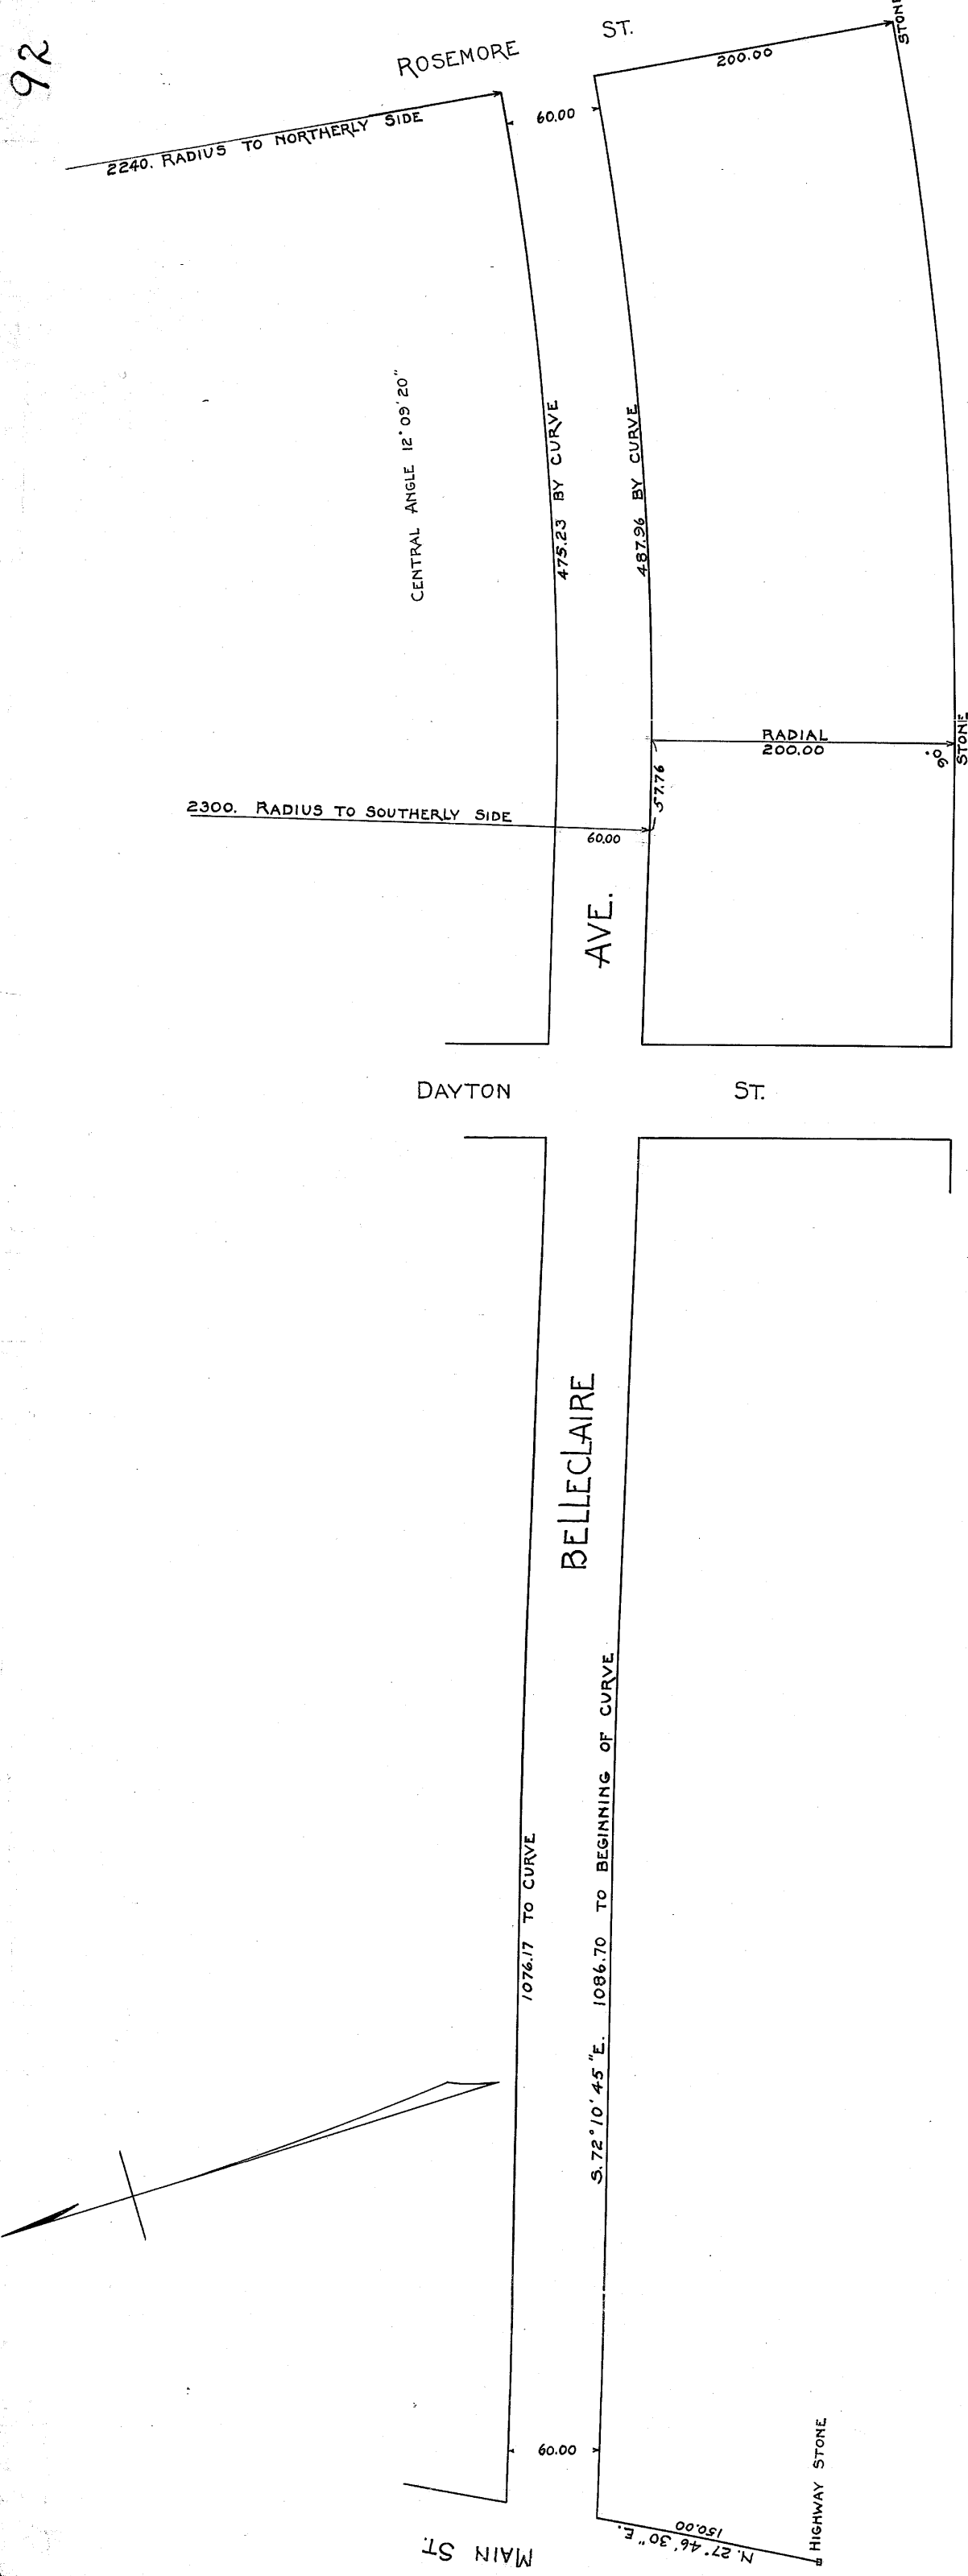 92
ROSEMORE ST.
STONE
200.00
60.00
2240. RADIUS TO NORTHERLY SIDE
CENTRAL ANGLE 12° 09' 20"
475.23 BY CURVE
487.96 BY CURVE
RADIAL
200.00
90°
STONE
57.76
2300. RADIUS TO SOUTHERLY SIDE
60.00
AVE.
DAYTON ST.
BELLECLAIRE
1076.17 TO CURVE
S. 72° 10' 45" E. 1086.70 TO BEGINNING OF CURVE
60.00
MAIN ST.
N. 27° 46' 30" E.
150.00
HIGHWAY STONE